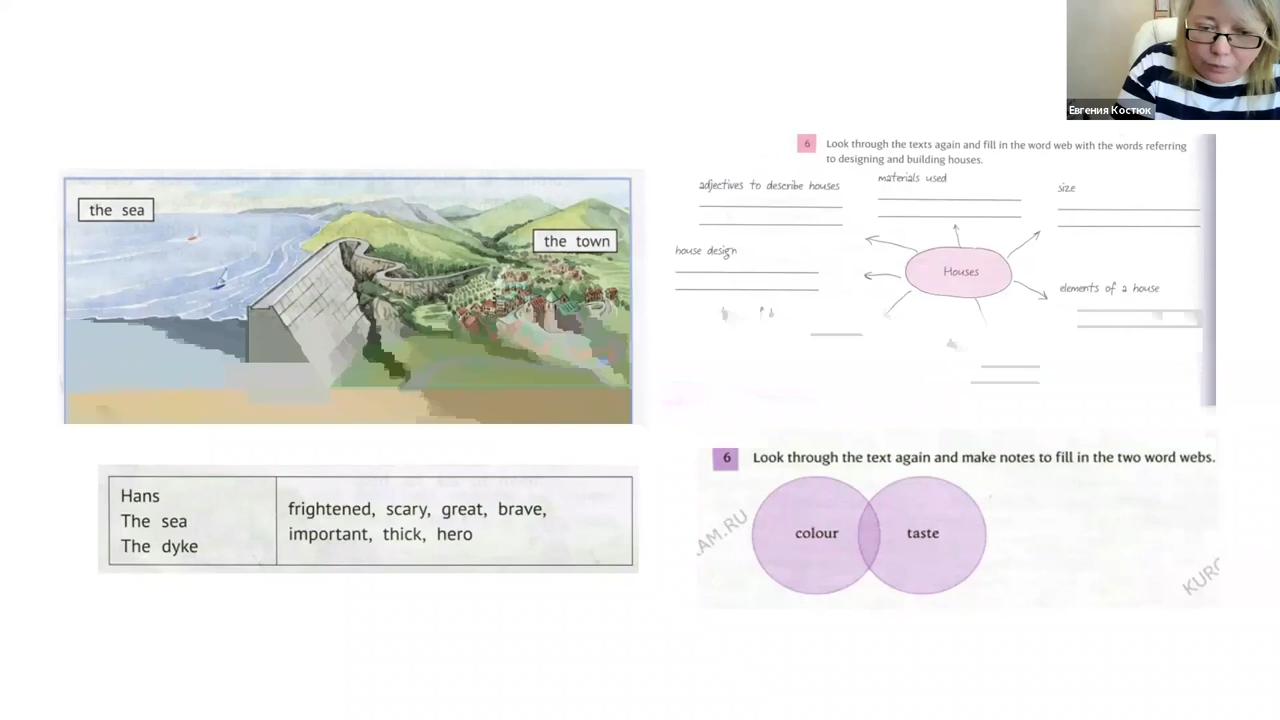 Евгения Костюк
the sea
the town
6 Look through the texts again and fill in the word web with the words referring
to designing and building houses.
adjectives to describe houses
materials used
size
house design
Houses
elements of a house
Hans
The sea
The dyke
frightened, scary, great, brave,
important, thick, hero
6 Look through the text again and make notes to fill in the two word webs.
colour
taste
AM.RU
KURC